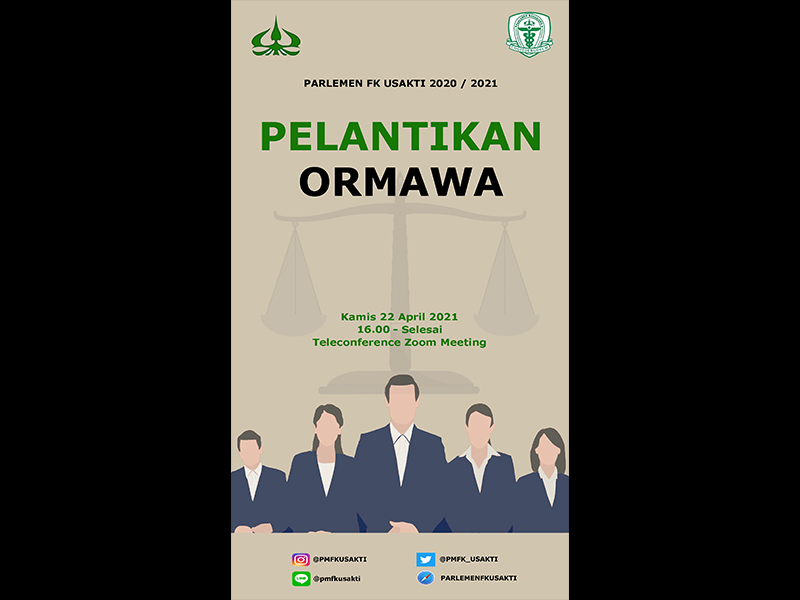 PARLEMEN FK USAKTI 2020 / 2021
PELANTIKAN
ORMAWA
Kamis 22 April 2021
16.00 - Selesai
Teleconference Zoom Meeting
@PMFKUSAKTI
@PMFK_USAKTI
@pmfkusakti
PARLEMENFKUSAKTI